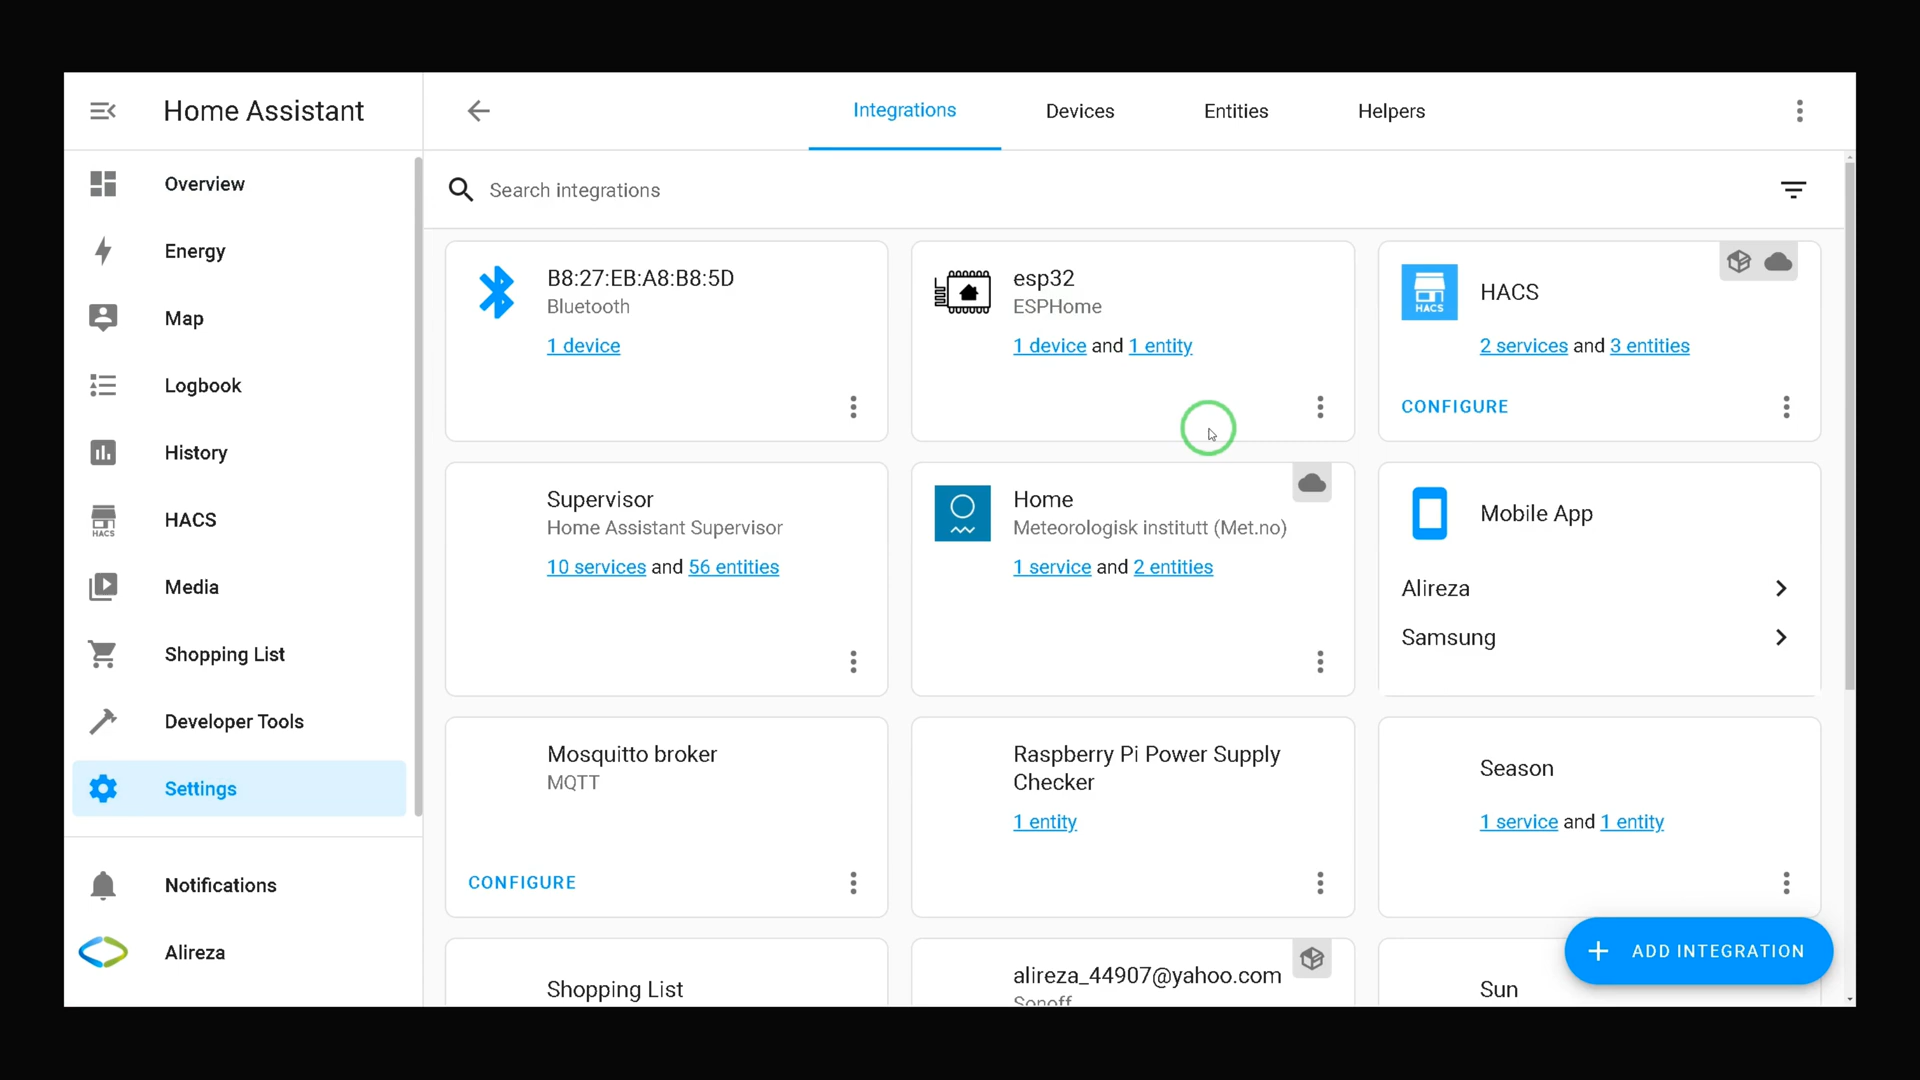 Home Assistant
Integrations
Devices
Entities
Helpers
Search integrations
Overview
Energy
Map
Logbook
History
HACS
HACS
Media
Shopping List
Developer Tools
Settings
Notifications
Alireza
B8:27:EB:A8:B8:5D
Bluetooth
1 device
esp32
ESPHome
1 device and 1 entity
HACS
HACS
2 services and 3 entities
CONFIGURE
Supervisor
Home Assistant Supervisor
10 services and 56 entities
Home
Meteorologisk institutt (Met.no)
1 service and 2 entities
Mobile App
Alireza
Samsung
Mosquitto broker
MQTT
CONFIGURE
Raspberry Pi Power Supply
Checker
1 entity
Season
1 service and 1 entity
Shopping List
alireza_44907@yahoo.com
Sonoff
Sun
ADD INTEGRATION